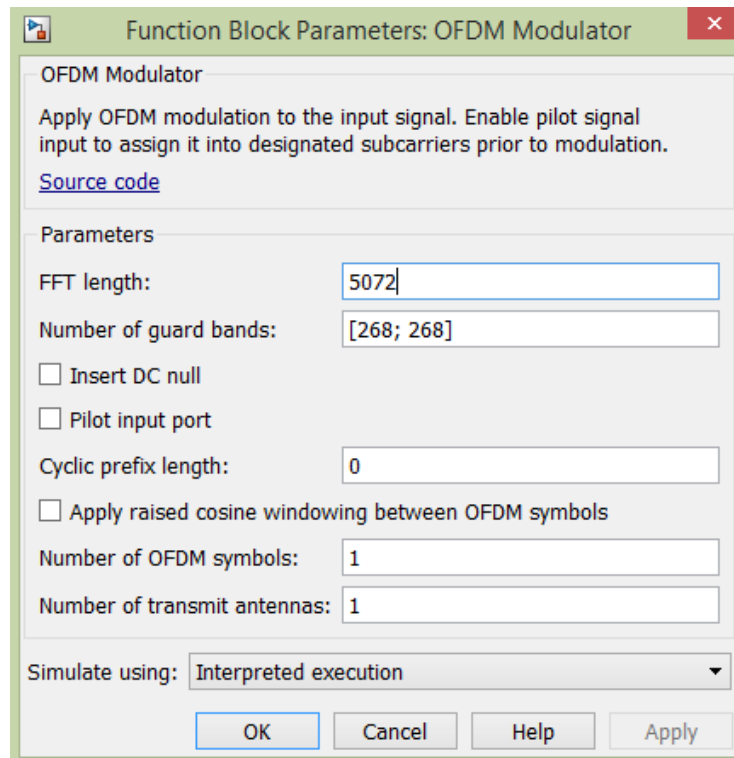 Function Block Parameters: OFDM Modulator
OFDM Modulator
Apply OFDM modulation to the input signal. Enable pilot signal
input to assign it into designated subcarriers prior to modulation.
Source code
Parameters
FFT length: 5072
Number of guard bands: [268; 268]
Insert DC null
Pilot input port
Cyclic prefix length: 0
Apply raised cosine windowing between OFDM symbols
Number of OFDM symbols: 1
Number of transmit antennas: 1
Simulate using: Interpreted execution
OK Cancel Help Apply